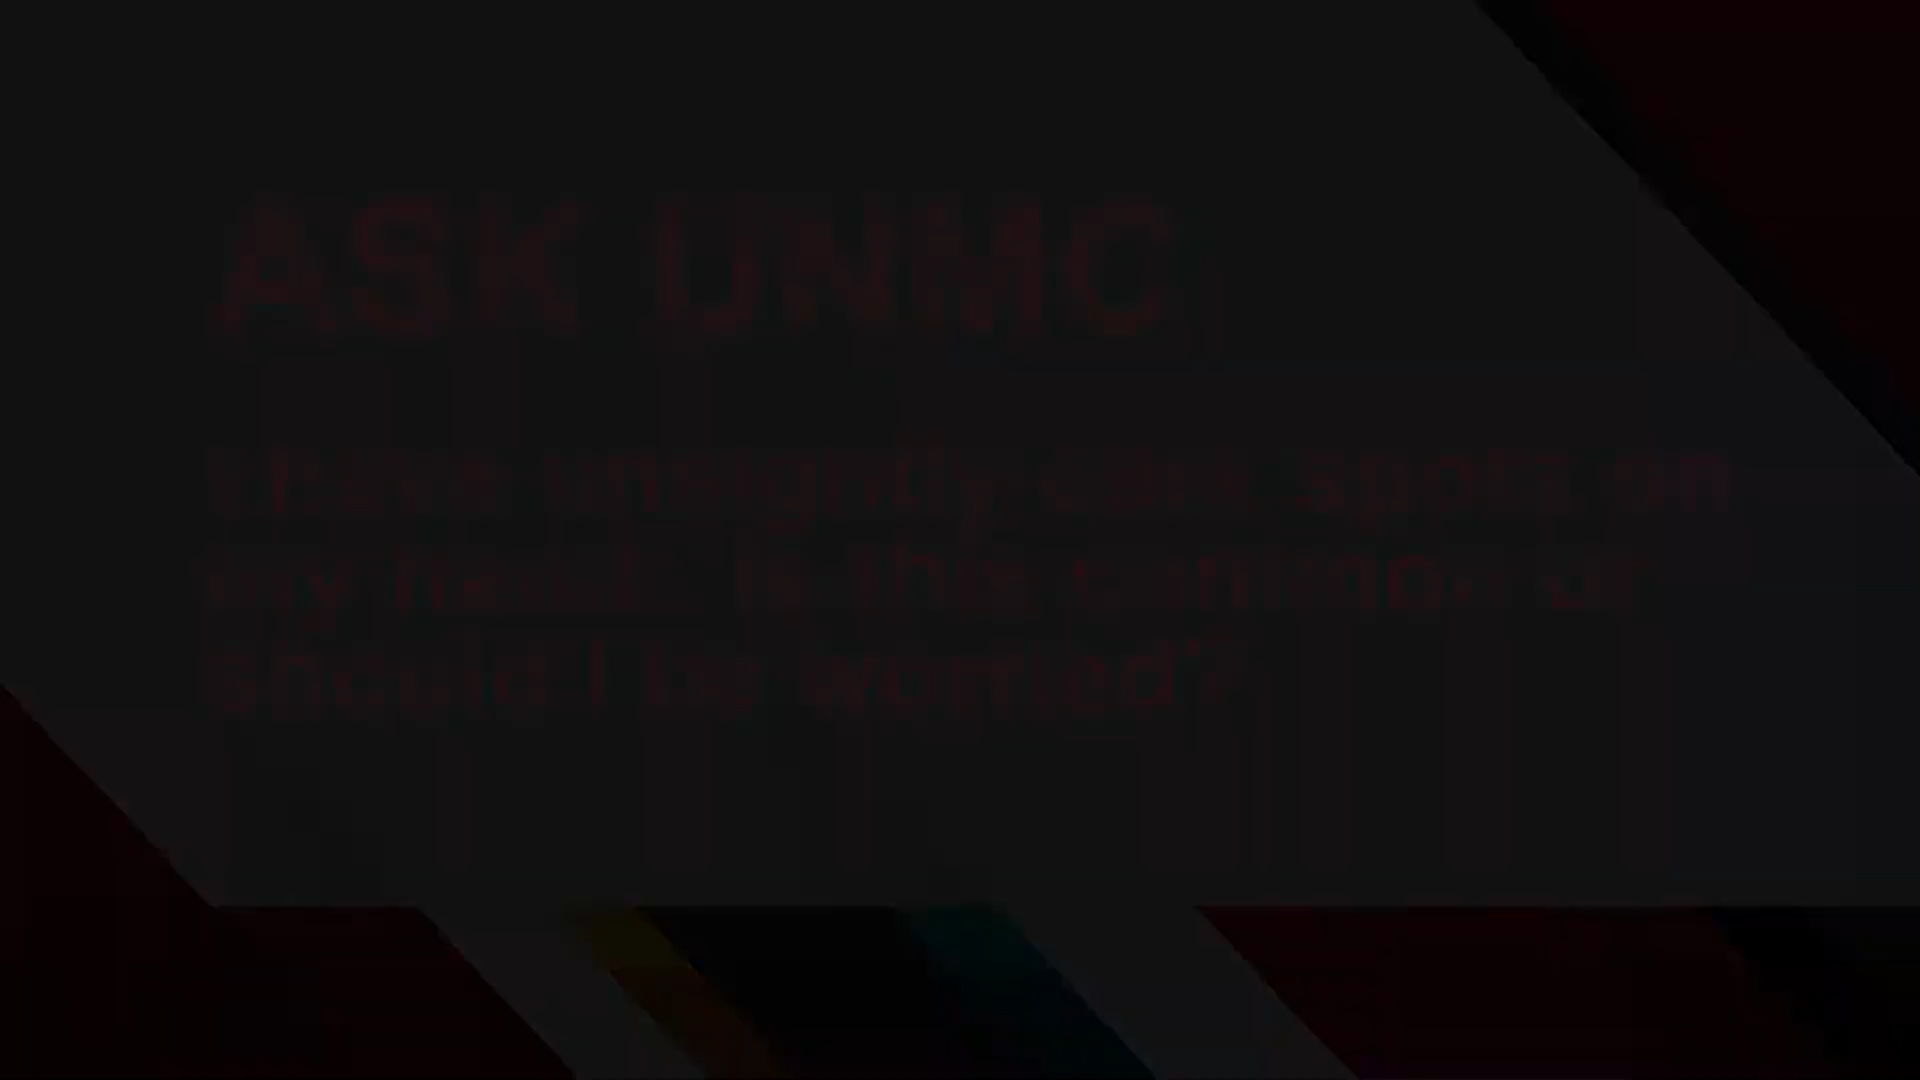 ASK UNMC
I have unsightly dark spots on
my hands. Is this common or
should I be worried?